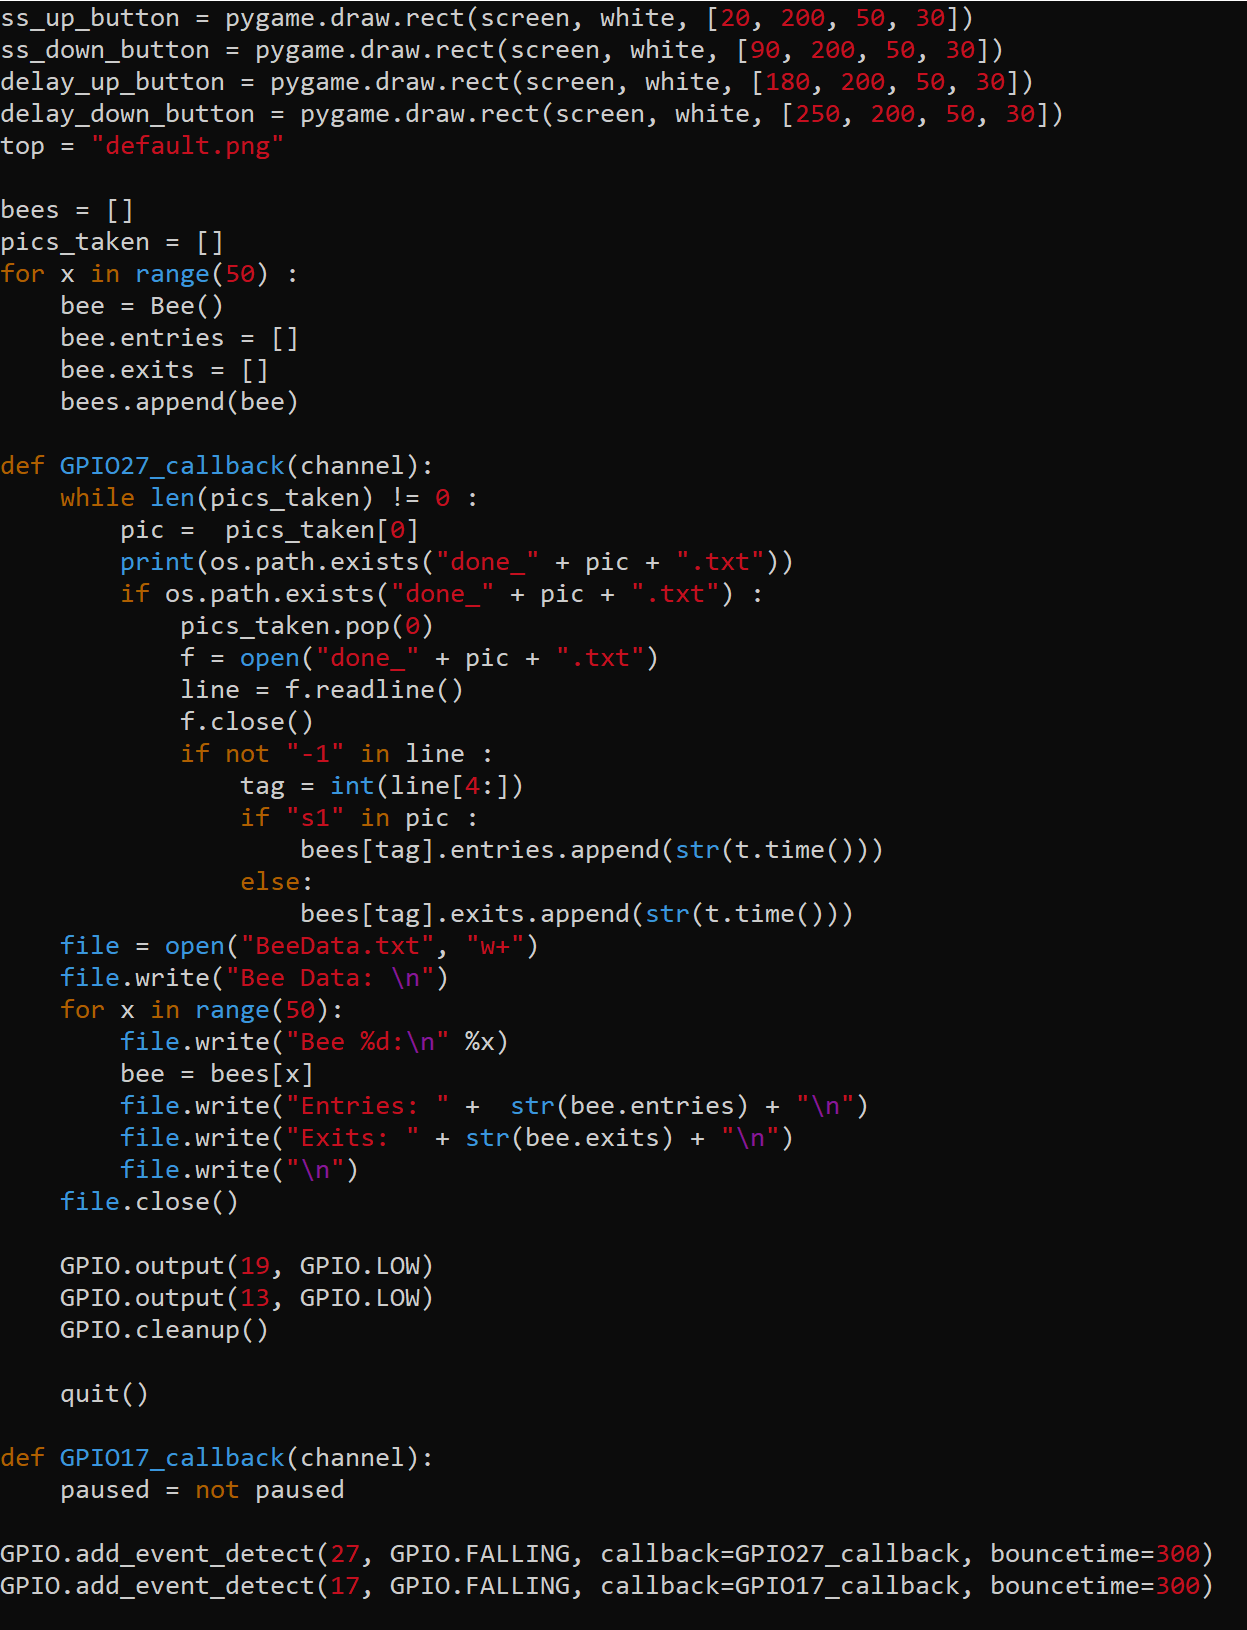 ss_up_button = pygame.draw.rect(screen, white, [20, 200, 50, 30])
ss_down_button = pygame.draw.rect(screen, white, [90, 200, 50, 30])
delay_up_button = pygame.draw.rect(screen, white, [180, 200, 50, 30])
delay_down_button = pygame.draw.rect(screen, white, [250, 200, 50, 30])
top = "default.png"

bees = []
pics_taken = []
for x in range(50) :
    bee = Bee()
    bee.entries = []
    bee.exits = []
    bees.append(bee)

def GPIO27_callback(channel):
    while len(pics_taken) != 0 :
        pic =  pics_taken[0]
        print(os.path.exists("done_" + pic + ".txt"))
        if os.path.exists("done_" + pic + ".txt") :
            pics_taken.pop(0)
            f = open("done_" + pic + ".txt")
            line = f.readline()
            f.close()
            if not "-1" in line :
                tag = int(line[4:])
                if "s1" in pic :
                    bees[tag].entries.append(str(t.time()))
                else:
                    bees[tag].exits.append(str(t.time()))
    file = open("BeeData.txt", "w+")
    file.write("Bee Data: \n")
    for x in range(50):
        file.write("Bee %d:\n" %x)
        bee = bees[x]
        file.write("Entries: " +  str(bee.entries) + "\n")
        file.write("Exits: " + str(bee.exits) + "\n")
        file.write("\n")
    file.close()

    GPIO.output(19, GPIO.LOW)
    GPIO.output(13, GPIO.LOW)
    GPIO.cleanup()

    quit()

def GPIO17_callback(channel):
    paused = not paused

GPIO.add_event_detect(27, GPIO.FALLING, callback=GPIO27_callback, bouncetime=300)
GPIO.add_event_detect(17, GPIO.FALLING, callback=GPIO17_callback, bouncetime=300)